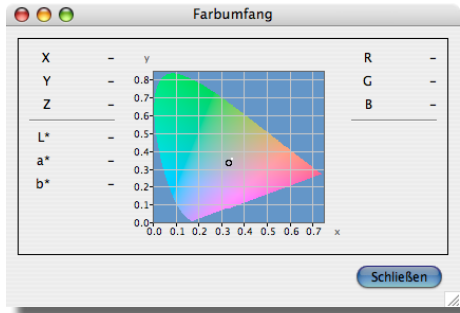 Farbumfang
X –
Y –
Z –
L* –
a* –
b* –
y
0.8
0.7
0.6
0.5
0.4
0.3
0.2
0.1
0.0
0.0 0.1 0.2 0.3 0.4 0.5 0.6 0.7 x
R –
G –
B –
Schließen